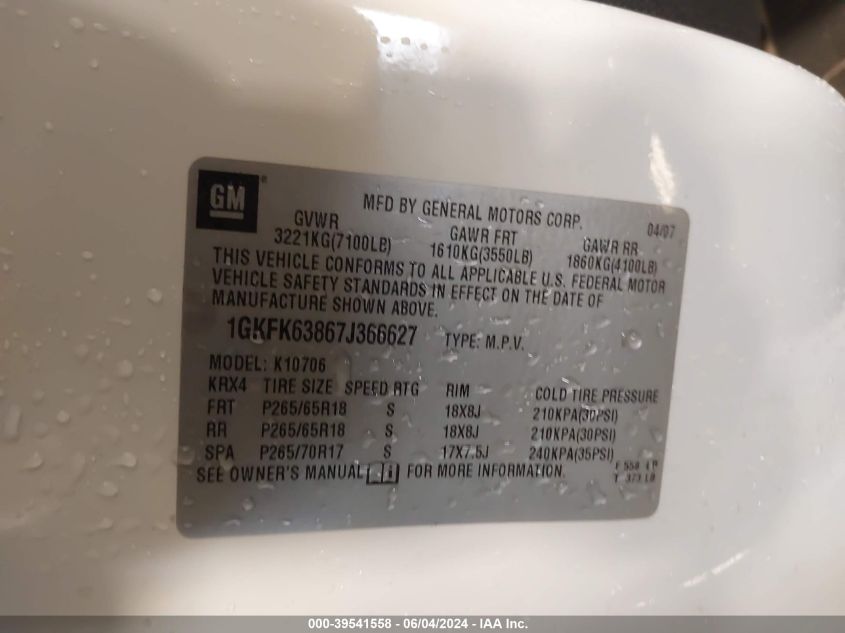 GM
MFD BY GENERAL MOTORS CORP. 04/07
GVWR GAWR FRT GAWR RR
3221KG(7100LB) 1610KG(3550LB) 1860KG(4100LB)
THIS VEHICLE CONFORMS TO ALL APPLICABLE U.S. FEDERAL MOTOR
VEHICLE SAFETY STANDARDS IN EFFECT ON THE DATE OF
MANUFACTURE SHOWN ABOVE.
1GKFK63867J366627 TYPE: M.P.V.
MODEL: K10706
KRX4 TIRE SIZE SPEED RTG RIM COLD TIRE PRESSURE
FRT P265/65R18 S 18X8J 210KPA(30PSI)
RR P265/65R18 S 18X8J 210KPA(30PSI)
SPA P265/70R17 S 17X7.5J 240KPA(35PSI)
SEE OWNER'S MANUAL FOR MORE INFORMATION.
000-39541558 - 06/04/2024 - IAA Inc.